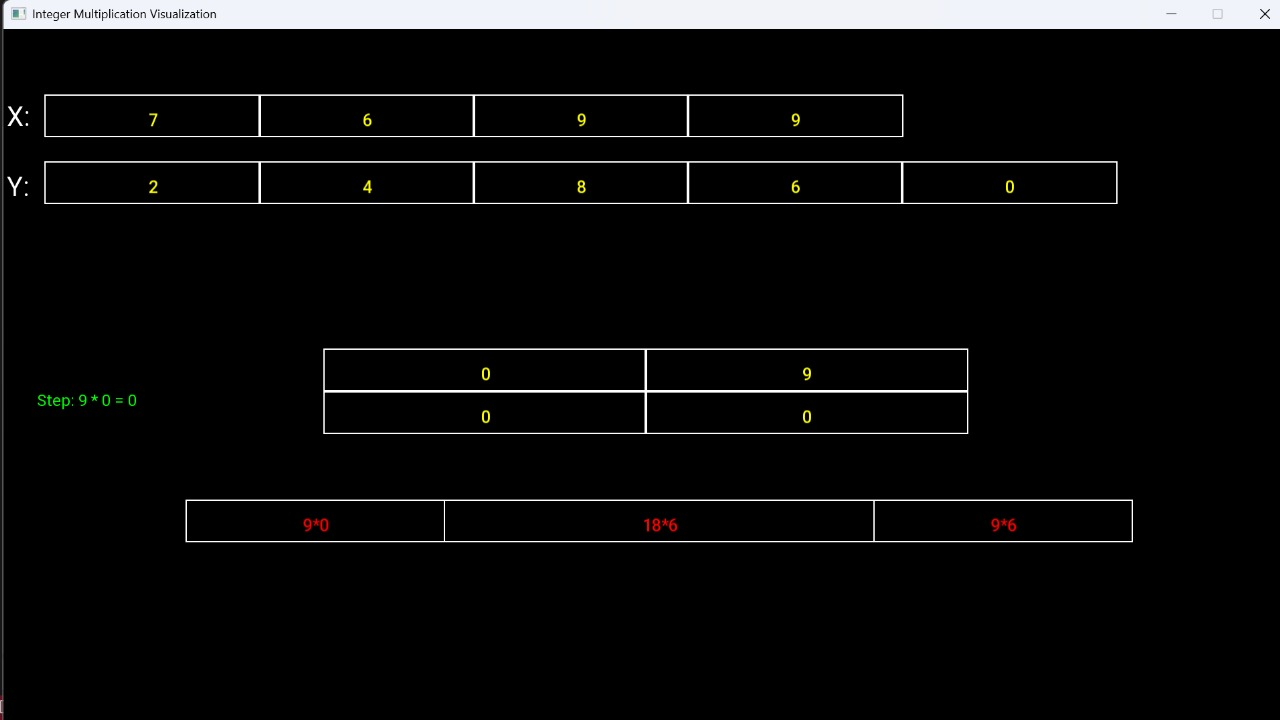 Integer Multiplication Visualization
X: 7 6 9 9
Y: 2 4 8 6 0
0 9
Step: 9 * 0 = 0
0 0
9*0 18*6 9*6